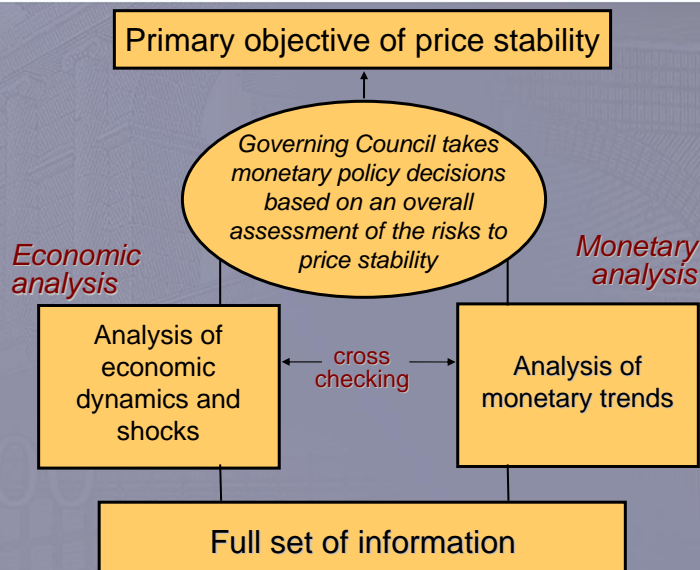 Primary objective of price stability
Governing Council takes
monetary policy decisions
based on an overall
assessment of the risks to
price stability
Economic
analysis
Monetary
analysis
Analysis of
economic
dynamics and
shocks
cross
checking
Analysis of
monetary trends
Full set of information